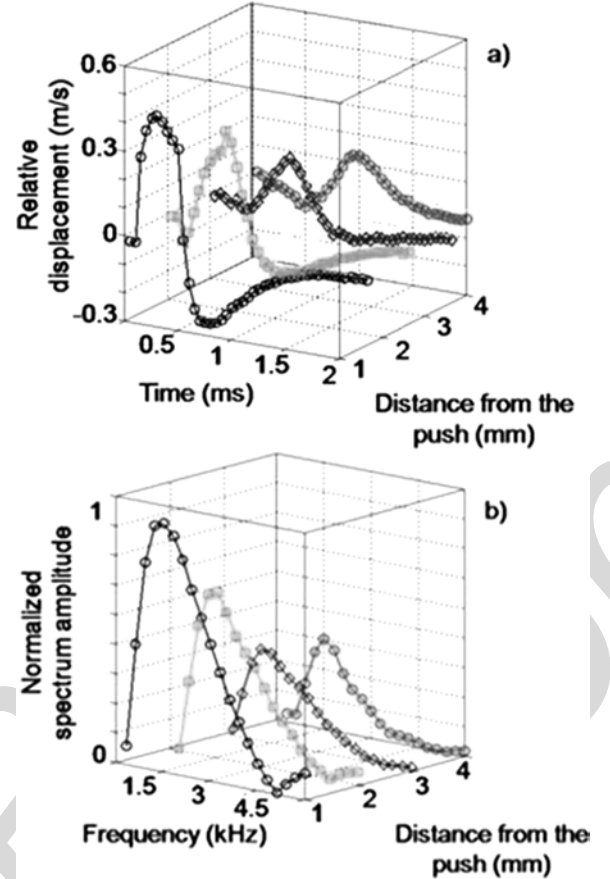 a)
0.6
0.3
0
-0.3
Relative
displacement (m/s)
0.5
1
1.5
2
Time (ms)
1
2
3
4
Distance from the
push (mm)
b)
1
0
Normalized
spectrum amplitude
1.5
3
4.5
Frequency (kHz)
1
2
3
4
Distance from the
push (mm)